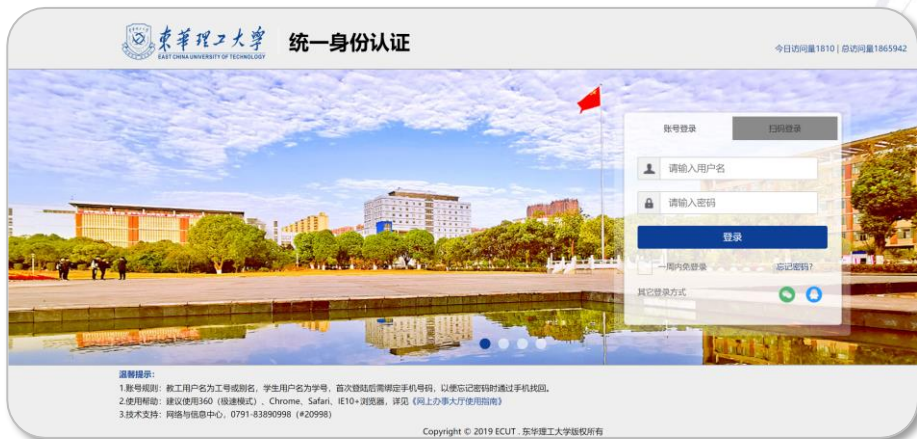 東華理工大学
EAST CHINA UNIVERSITY OF TECHNOLOGY
统一身份认证
今日访问量1810 | 总访问量1865942
账号登录
扫码登录
请输入用户名
请输入密码
登录
一周内免登录
忘记密码?
其它登录方式
温馨提示:
1.账号规则：教工用户名为工号或别名，学生用户名为学号，首次登陆后需绑定手机号码，以便忘记密码时通过手机找回。
2.使用帮助：建议使用360（极速模式）、Chrome、Safari、IE10+浏览器，详见《网上办事大厅使用指南》
3.技术支持：网络与信息中心，0791-83890998（#20998）
Copyright © 2019 ECUT . 东华理工大学版权所有